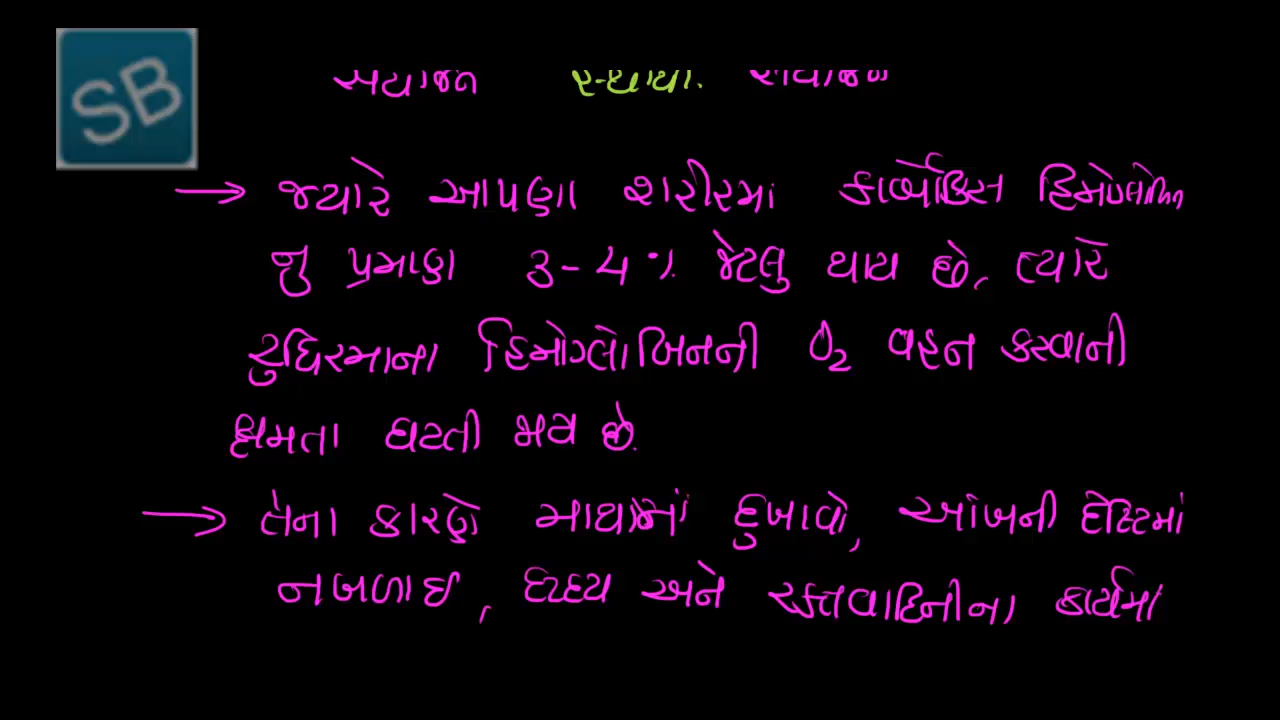 SB
સંયોજન સ્થાયી સંયોજન
→ જ્યારે આપણા શરીરમાં કાર્બોક્સિ હિમોગ્લોબિન
નુ પ્રમાણ 3-4% જેટલુ થાય છે, ત્યારે
રુધિરમાના હિમોગ્લોબિનની O₂ વહન કરવાની
ક્ષમતા ઘટતી જાય છે.
→ તેના કારણે માથામાં દુખાવો, આંખની દૃષ્ટિમાં
નબળાઇ, હૃદય અને રક્તવાહિનીના કાર્યમાં